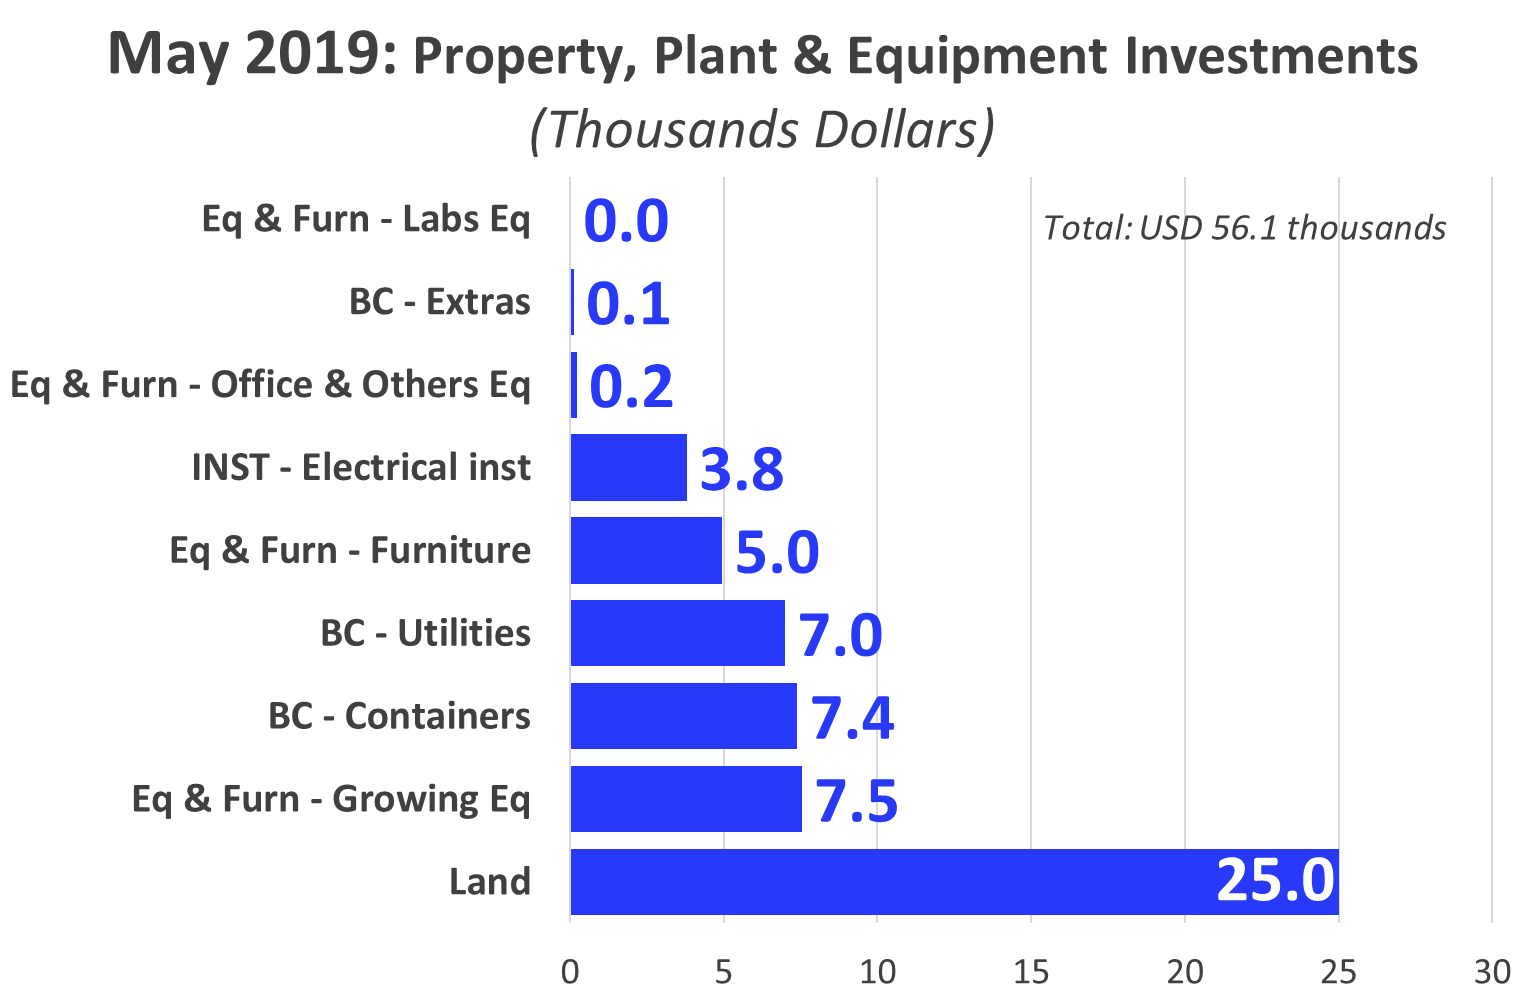 May 2019: Property, Plant & Equipment Investments
(Thousands Dollars)
Total: USD 56.1 thousands
Eq & Furn - Labs Eq 0.0
BC - Extras 0.1
Eq & Furn - Office & Others Eq 0.2
INST - Electrical inst 3.8
Eq & Furn - Furniture 5.0
BC - Utilities 7.0
BC - Containers 7.4
Eq & Furn - Growing Eq 7.5
Land 25.0
0 5 10 15 20 25 30